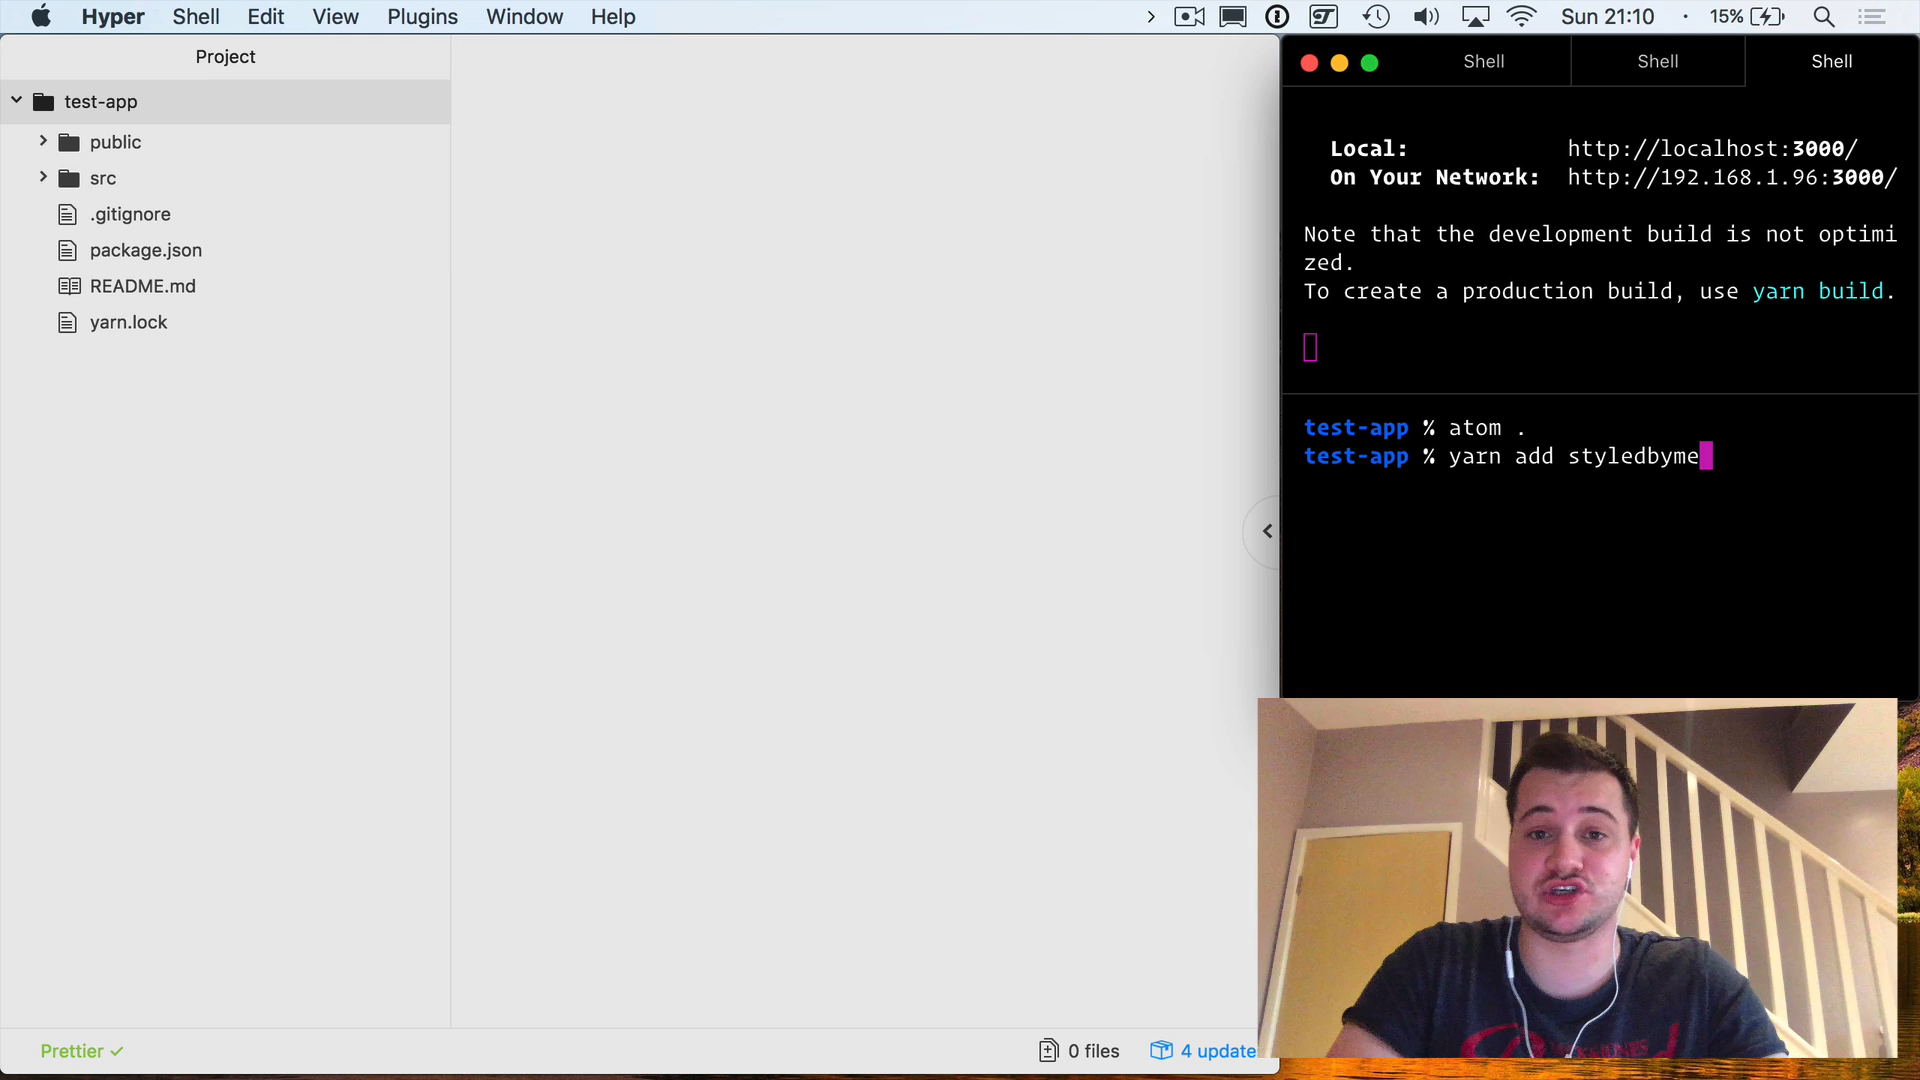 Hyper Shell Edit View Plugins Window Help
Sun 21:10 · 15%
Project
test-app
public
src
.gitignore
package.json
README.md
yarn.lock
Prettier
0 files
4 update
Shell Shell Shell
Local: http://localhost:3000/
On Your Network: http://192.168.1.96:3000/
Note that the development build is not optimi
zed.
To create a production build, use yarn build.
test-app % atom .
test-app % yarn add styledbyme